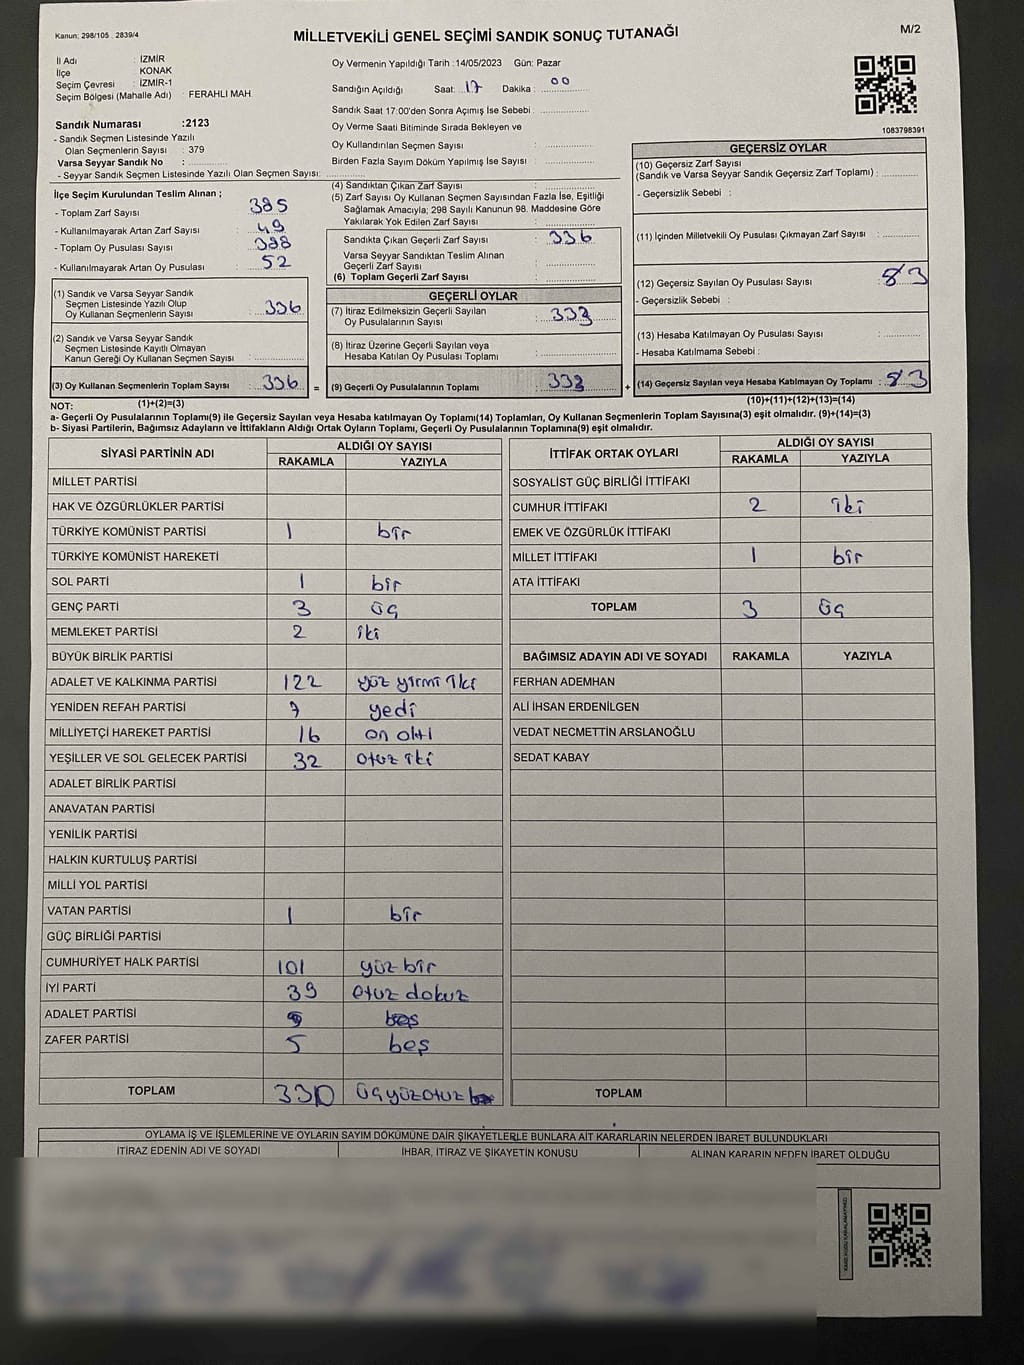 Kanun: 298/105 , 2839/4
MİLLETVEKİLİ GENEL SEÇİMİ SANDIK SONUÇ TUTANAĞI
M/2
İl Adı : İZMİR
İlçe : KONAK
Seçim Çevresi : İZMİR-1
Seçim Bölgesi (Mahalle Adı) : FERAHLI MAH.
Sandık Numarası :2123
- Sandık Seçmen Listesinde Yazılı
Olan Seçmenlerin Sayısı : 379
Varsa Seyyar Sandık No :
- Seyyar Sandık Seçmen Listesinde Yazılı Olan Seçmen Sayısı:
Oy Vermenin Yapıldığı Tarih :14/05/2023 Gün: Pazar
Sandığın Açıldığı Saat: 17 Dakika : 00
Sandık Saat 17:00'den Sonra Açımış İse Sebebi :
Oy Verme Saati Bitiminde Sırada Bekleyen ve
Oy Kullandırılan Seçmen Sayısı :
Birden Fazla Sayım Döküm Yapılmış İse Sayısı :
1083798391
İlçe Seçim Kurulundan Teslim Alınan ;
- Toplam Zarf Sayısı : 385
- Kullanılmayarak Artan Zarf Sayısı : 49
- Toplam Oy Pusulası Sayısı : 388
- Kullanılmayarak Artan Oy Pusulası : 52
(1) Sandık ve Varsa Seyyar Sandık
Seçmen Listesinde Yazılı Olup
Oy Kullanan Seçmenlerin Sayısı : 336
(2) Sandık ve Varsa Seyyar Sandık
Seçmen Listesinde Kayıtlı Olmayan
Kanun Gereği Oy Kullanan Seçmen Sayısı :
(3) Oy Kullanan Seçmenlerin Toplam Sayısı : 336 =
(1)+(2)=(3)
(4) Sandıktan Çıkan Zarf Sayısı :
(5) Zarf Sayısı Oy Kullanan Seçmen Sayısından Fazla İse, Eşitliği
Sağlamak Amacıyla; 298 Sayılı Kanunun 98. Maddesine Göre
Yakılarak Yok Edilen Zarf Sayısı :
Sandıkta Çıkan Geçerli Zarf Sayısı : 336
Varsa Seyyar Sandıktan Teslim Alınan
Geçerli Zarf Sayısı :
(6) Toplam Geçerli Zarf Sayısı :
GEÇERLİ OYLAR
(7) İtiraz Edilmeksizin Geçerli Sayılan
Oy Pusulalarının Sayısı : 333
(8) İtiraz Üzerine Geçerli Sayılan veya
Hesaba Katılan Oy Pusulası Toplamı :
(9) Geçerli Oy Pusulalarının Toplamı : 333 +
GEÇERSİZ OYLAR
(10) Geçersiz Zarf Sayısı
(Sandık ve Varsa Seyyar Sandık Geçersiz Zarf Toplamı) :
- Geçersizlik Sebebi :
(11) İçinden Milletvekili Oy Pusulası Çıkmayan Zarf Sayısı :
(12) Geçersiz Sayılan Oy Pusulası Sayısı : 3
- Geçersizlik Sebebi :
(13) Hesaba Katılmayan Oy Pusulası Sayısı :
- Hesaba Katılmama Sebebi :
(14) Geçersiz Sayılan veya Hesaba Katılmayan Oy Toplamı : 3
(10)+(11)+(12)+(13)=(14)
NOT:
a- Geçerli Oy Pusulalarının Toplamı(9) ile Geçersiz Sayılan veya Hesaba katılmayan Oy Toplamı(14) Toplamları, Oy Kullanan Seçmenlerin Toplam Sayısına(3) eşit olmalıdır. (9)+(14)=(3)
b- Siyasi Partilerin, Bağımsız Adayların ve İttifakların Aldığı Ortak Oyların Toplamı, Geçerli Oy Pusulalarının Toplamına(9) eşit olmalıdır.
SİYASİ PARTİNİN ADI ALDIĞI OY SAYISI
RAKAMLA YAZIYLA
MİLLET PARTİSİ
HAK VE ÖZGÜRLÜKLER PARTİSİ
TÜRKİYE KOMÜNİST PARTİSİ 1 bir
TÜRKİYE KOMÜNİST HAREKETİ
SOL PARTİ 1 bir
GENÇ PARTİ 3 üç
MEMLEKET PARTİSİ 2 iki
BÜYÜK BİRLİK PARTİSİ
ADALET VE KALKINMA PARTİSİ 122 yüz yirmi iki
YENİDEN REFAH PARTİSİ 7 yedi
MİLLİYETÇİ HAREKET PARTİSİ 16 on altı
YEŞİLLER VE SOL GELECEK PARTİSİ 32 otuz iki
ADALET BİRLİK PARTİSİ
ANAVATAN PARTİSİ
YENİLİK PARTİSİ
HALKIN KURTULUŞ PARTİSİ
MİLLİ YOL PARTİSİ
VATAN PARTİSİ 1 bir
GÜÇ BİRLİĞİ PARTİSİ
CUMHURİYET HALK PARTİSİ 101 yüz bir
İYİ PARTİ 39 otuz dokuz
ADALET PARTİSİ
ZAFER PARTİSİ 5 beş
TOPLAM 330 üçyüzotuz
İTTİFAK ORTAK OYLARI ALDIĞI OY SAYISI
RAKAMLA YAZIYLA
SOSYALİST GÜÇ BİRLİĞİ İTTİFAKI
CUMHUR İTTİFAKI 2 iki
EMEK VE ÖZGÜRLÜK İTTİFAKI
MİLLET İTTİFAKI 1 bir
ATA İTTİFAKI
TOPLAM 3 üç
BAĞIMSIZ ADAYIN ADI VE SOYADI RAKAMLA YAZIYLA
FERHAN ADEMHAN
ALİ İHSAN ERDENİLGEN
VEDAT NECMETTİN ARSLANOĞLU
SEDAT KABAY
TOPLAM
OYLAMA İŞ VE İŞLEMLERİNE VE OYLARIN SAYIM DÖKÜMÜNE DAİR ŞİKAYETLERLE BUNLARA AİT KARARLARIN NELERDEN İBARET BULUNDUKLARI
İTİRAZ EDENİN ADI VE SOYADI İHBAR, İTİRAZ VE ŞİKAYETİN KONUSU ALINAN KARARIN NEDEN İBARET OLDUĞU